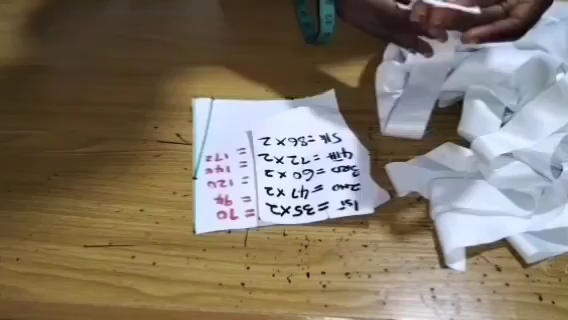 1ST = 35 x 2 = 70
2ND = 47 x 2 = 94
3RD = 60 x 2 = 120
4TH = 72 x 2 = 144
5TH = 86 x 2 = 172